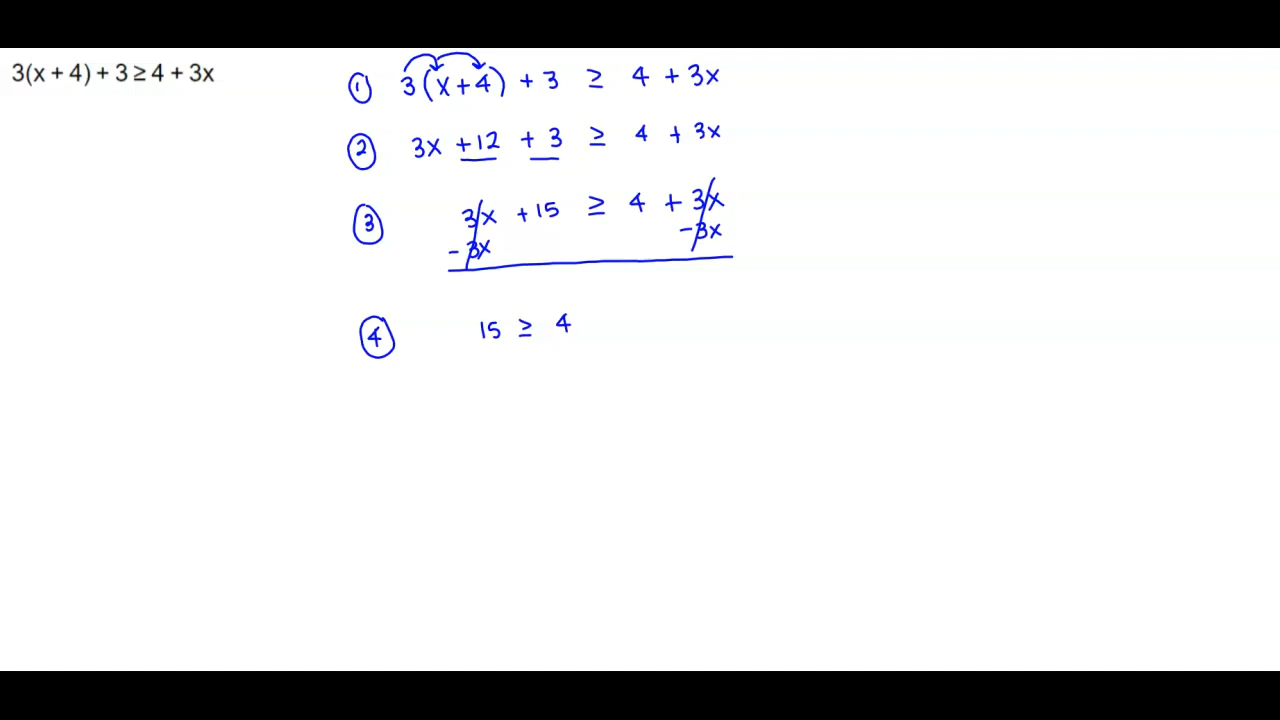 3(x + 4) + 3 ≥ 4 + 3x
① 3(x+4) + 3 ≥ 4 + 3x
② 3x +12 + 3 ≥ 4 + 3x
③ 3x +15 ≥ 4 + 3x
-3x -3x
④ 15 ≥ 4